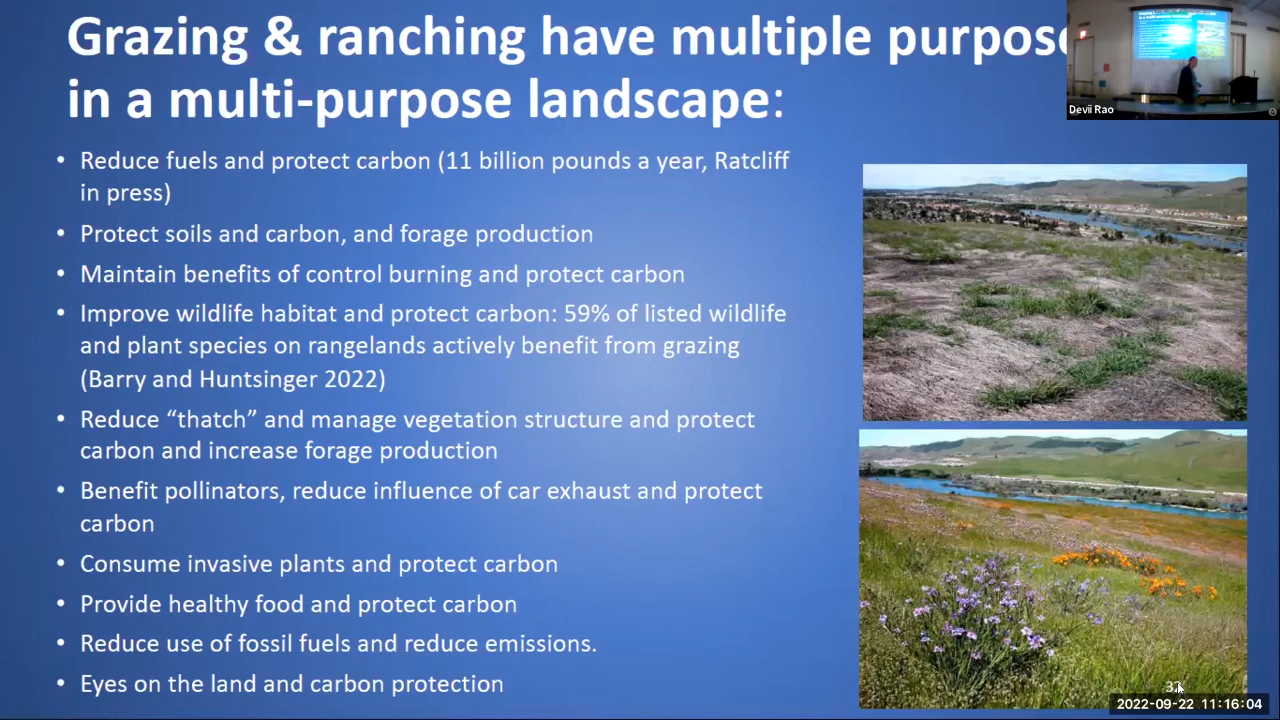 Grazing & ranching have multiple purpose
in a multi-purpose landscape:
Devii Rao
• Reduce fuels and protect carbon (11 billion pounds a year, Ratcliff
in press)
• Protect soils and carbon, and forage production
• Maintain benefits of control burning and protect carbon
• Improve wildlife habitat and protect carbon: 59% of listed wildlife
and plant species on rangelands actively benefit from grazing
(Barry and Huntsinger 2022)
• Reduce “thatch” and manage vegetation structure and protect
carbon and increase forage production
• Benefit pollinators, reduce influence of car exhaust and protect
carbon
• Consume invasive plants and protect carbon
• Provide healthy food and protect carbon
• Reduce use of fossil fuels and reduce emissions.
• Eyes on the land and carbon protection
2022-09-22 11:16:04